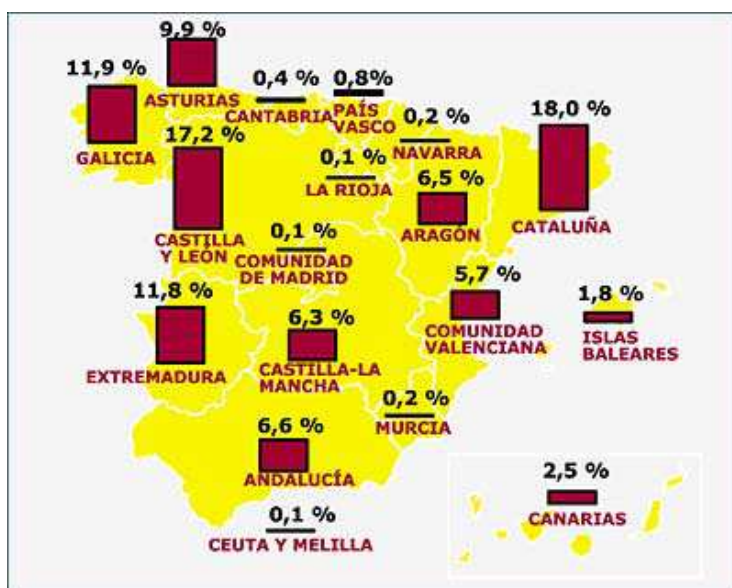 9,9 %
ASTURIAS
11,9 %
GALICIA
0,4 %
CANTABRIA
0,8%
PAÍS
VASCO
0,2 %
NAVARRA
18,0 %
CATALUÑA
17,2 %
CASTILLA
Y LEÓN
0,1 %
LA RIOJA
6,5 %
ARAGÓN
0,1 %
COMUNIDAD
DE MADRID
5,7 %
COMUNIDAD
VALENCIANA
1,8 %
ISLAS
BALEARES
11,8 %
EXTREMADURA
6,3 %
CASTILLA-LA
MANCHA
0,2 %
MURCIA
6,6 %
ANDALUCÍA
2,5 %
CANARIAS
0,1 %
CEUTA Y MELILLA